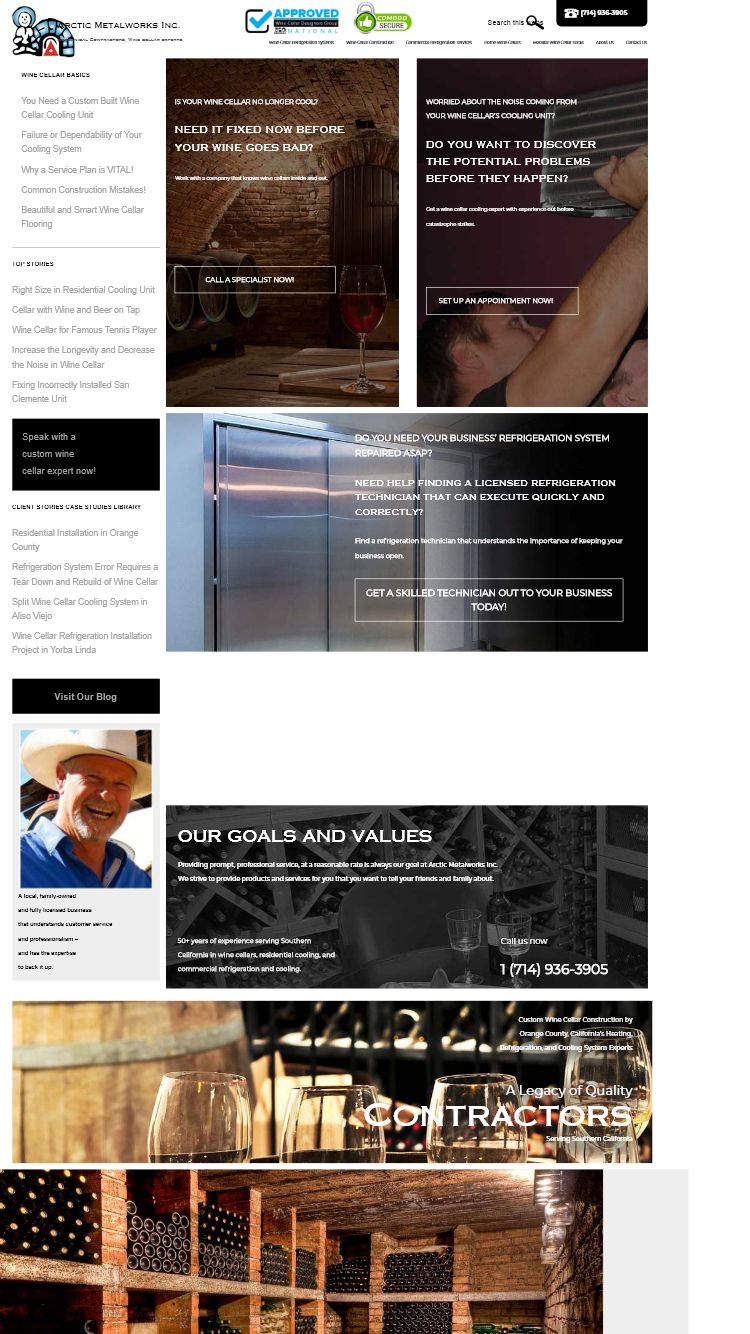 Arctic Metalworks Inc.
APPROVED
Wine Cellar Designers Group
NATIONAL
COMODO
SECURE
Search this
(714) 936-3905
Wine Cellar Refrigeration Systems
Wine Cellar Construction
Commercial Refrigeration Services
Home Wine Cellars
About Us
Contact Us
WINE CELLAR BASICS
You Need a Custom Built Wine
Cellar Cooling Unit
Failure or Dependability of Your
Cooling System
Why a Service Plan is VITAL!
Common Construction Mistakes!
Beautiful and Smart Wine Cellar
Flooring
TOP STORIES
Right Size in Residential Cooling Unit
Cellar with Wine and Beer on Tap
Wine Cellar for Famous Tennis Player
Increase the Longevity and Decrease
the Noise in Wine Cellar
Fixing Incorrectly Installed San
Clemente Unit
Speak with a
custom wine
cellar expert now!
CLIENT STORIES CASE STUDIES LIBRARY
Residential Installation in Orange
County
Refrigeration System Error Requires a
Tear Down and Rebuild of Wine Cellar
Split Wine Cellar Cooling System in
Aliso Viejo
Wine Cellar Refrigeration Installation
Project in Yorba Linda
Visit Our Blog
A local, family-owned
and fully licensed business
that understands customer service
and professionalism –
and has the expertise
to back it up.
IS YOUR WINE CELLAR NO LONGER COOL?
NEED IT FIXED NOW BEFORE
YOUR WINE GOES BAD?
Work with a company that knows wine cellars inside and out.
CALL A SPECIALIST NOW!
WORRIED ABOUT THE NOISE COMING FROM
YOUR WINE CELLAR'S COOLING UNIT?
DO YOU WANT TO DISCOVER
THE POTENTIAL PROBLEMS
BEFORE THEY HAPPEN?
Get a wine cellar cooling expert with experience out before
catastrophe strikes.
SET UP AN APPOINTMENT NOW!
DO YOU NEED YOUR BUSINESS' REFRIGERATION SYSTEM
REPAIRED ASAP?
NEED HELP FINDING A LICENSED REFRIGERATION
TECHNICIAN THAT CAN EXECUTE QUICKLY AND
CORRECTLY?
Find a refrigeration technician that understands the importance of keeping your
business open.
GET A SKILLED TECHNICIAN OUT TO YOUR BUSINESS
TODAY!
OUR GOALS AND VALUES
Providing prompt, professional service, at a reasonable rate is always our goal at Arctic Metalworks Inc.
We strive to provide products and services for you that you want to tell your friends and family about.
50+ years of experience serving Southern
California in wine cellars, residential cooling, and
commercial refrigeration and cooling.
Call us now
1 (714) 936-3905
Custom Wine Cellar Construction by
Orange County, California's Heating,
Refrigeration, and Cooling System Experts
A Legacy of Quality
CONTRACTORS
Serving Southern California